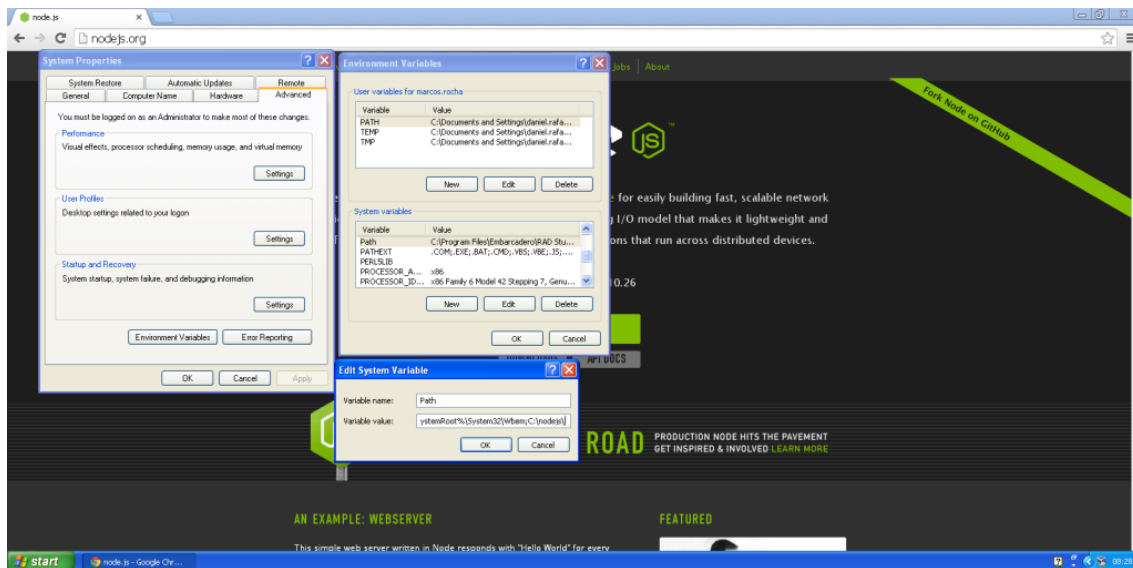 node.js
nodejs.org
Jobs | About
Fork Node on GitHub
JS
™
for easily building fast, scalable network
I/O model that makes it lightweight and
ons that run across distributed devices.
0.26
API DOCS
System Properties
System Restore
Automatic Updates
Remote
General
Computer Name
Hardware
Advanced
You must be logged on as an Administrator to make most of these changes.
Performance
Visual effects, processor scheduling, memory usage, and virtual memory
Settings
User Profiles
Desktop settings related to your logon
Settings
Startup and Recovery
System startup, system failure, and debugging information
Settings
Environment Variables
Error Reporting
OK
Cancel
Apply
Environment Variables
User variables for marcos.rocha
Variable Value
PATH C:\Documents and Settings\daniel.rafa...
TEMP C:\Documents and Settings\daniel.rafa...
TMP C:\Documents and Settings\daniel.rafa...
New
Edit
Delete
System variables
Variable Value
Path C:\Program Files\Embarcadero\RAD Stu...
PATHEXT .COM;.EXE;.BAT;.CMD;.VBS;.VBE;.JS;....
PERL5LIB
PROCESSOR_A... x86
PROCESSOR_ID... x86 Family 6 Model 42 Stepping 7, Genu...
New
Edit
Delete
OK
Cancel
Edit System Variable
Variable name: Path
Variable value: ystemRoot%\System32\Wbem;C:\nodejs\
OK
Cancel
ROAD
PRODUCTION NODE HITS THE PAVEMENT
GET INSPIRED & INVOLVED LEARN MORE
AN EXAMPLE: WEBSERVER
FEATURED
This simple web server written in Node responds with "Hello World" for every
start
node.js - Google Chr...
08:28